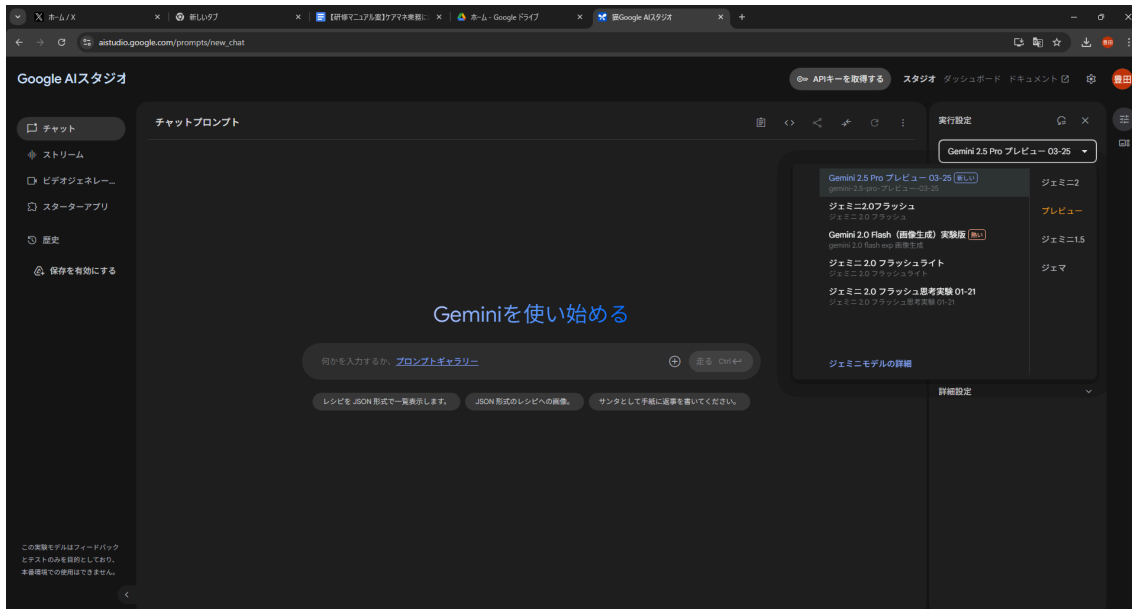 ホーム / X
新しいタブ
【研修マニュアル案】ケアマネ業務に
ホーム - Google ドライブ
Google AIスタジオ
aistudio.google.com/prompts/new_chat
Google AIスタジオ
APIキーを取得する
スタジオ
ダッシュボード
ドキュメント
豊田
チャット
ストリーム
ビデオジェネレー...
スターターアプリ
歴史
保存を有効にする
この実験モデルはフィードバック
とテストのみを目的としており、
本番環境での使用はできません。
チャットプロンプト
Geminiを使い始める
何かを入力するか、プロンプトギャラリー
走る Ctrl
レシピを JSON 形式で一覧表示します。
JSON 形式のレシピへの画像。
サンタとして手紙に返事を書いてください。
実行設定
Gemini 2.5 Pro プレビュー 03-25
Gemini 2.5 Pro プレビュー 03-25 新しい
gemini-2.5-pro-プレビュー-03-25
ジェミニ2.0フラッシュ
ジェミニ 2.0 フラッシュ
Gemini 2.0 Flash（画像生成）実験版 熱い
gemini 2.0 flash exp 画像生成
ジェミニ 2.0 フラッシュライト
ジェミニ 2.0 フラッシュライト
ジェミニ 2.0 フラッシュ思考実験 01-21
ジェミニ 2.0 フラッシュ思考実験 01-21
ジェミニモデルの詳細
ジェミニ2
プレビュー
ジェミニ1.5
ジェマ
詳細設定